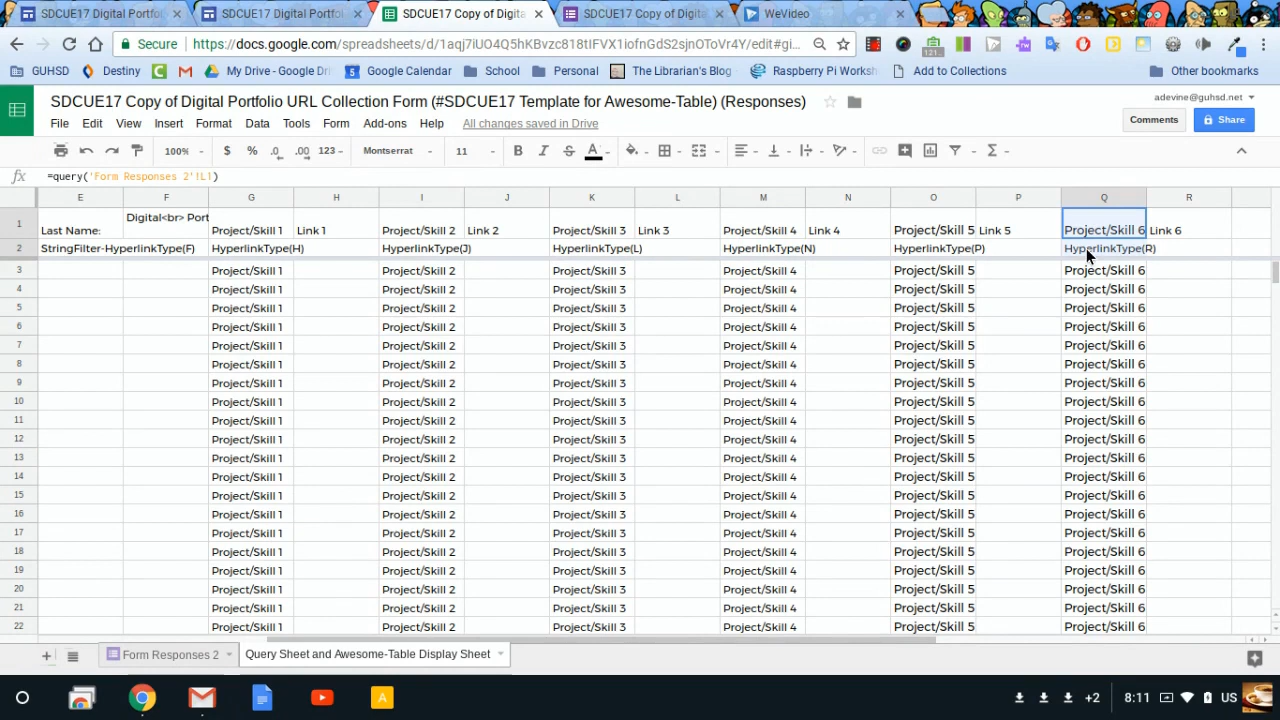 SDCUE17 Digital Portfo × SDCUE17 Digital Portfo × SDCUE17 Copy of Digita × SDCUE17 Copy of Digita × WeVideo ×
Secure https://docs.google.com/spreadsheets/d/1aqj7iUO4Q5hKBvzc818tIFVX1iofnGdS2sjnOToVr4Y/edit#gi...
GUHSD Destiny My Drive - Google Dri Google Calendar School Personal The Librarian's Blog Raspberry Pi Works Add to Collections Other bookmarks
SDCUE17 Copy of Digital Portfolio URL Collection Form (#SDCUE17 Template for Awesome-Table) (Responses)
adevine@guhsd.net
File Edit View Insert Format Data Tools Form Add-ons Help All changes saved in Drive Comments Share
100% $ % .0 .00 123 Montserrat 11 B I S A
fx =query('Form Responses 2'!L1)
E F G H I J K L M N O P Q R
1 Last Name: Digital<br> Port Project/Skill 1 Link 1 Project/Skill 2 Link 2 Project/Skill 3 Link 3 Project/Skill 4 Link 4 Project/Skill 5 Link 5 Project/Skill 6 Link 6
2 StringFilter-HyperlinkType(F) HyperlinkType(H) HyperlinkType(J) HyperlinkType(L) HyperlinkType(N) HyperlinkType(P) HyperlinkType(R)
3 Project/Skill 1 Project/Skill 2 Project/Skill 3 Project/Skill 4 Project/Skill 5 Project/Skill 6
4 Project/Skill 1 Project/Skill 2 Project/Skill 3 Project/Skill 4 Project/Skill 5 Project/Skill 6
5 Project/Skill 1 Project/Skill 2 Project/Skill 3 Project/Skill 4 Project/Skill 5 Project/Skill 6
6 Project/Skill 1 Project/Skill 2 Project/Skill 3 Project/Skill 4 Project/Skill 5 Project/Skill 6
7 Project/Skill 1 Project/Skill 2 Project/Skill 3 Project/Skill 4 Project/Skill 5 Project/Skill 6
8 Project/Skill 1 Project/Skill 2 Project/Skill 3 Project/Skill 4 Project/Skill 5 Project/Skill 6
9 Project/Skill 1 Project/Skill 2 Project/Skill 3 Project/Skill 4 Project/Skill 5 Project/Skill 6
10 Project/Skill 1 Project/Skill 2 Project/Skill 3 Project/Skill 4 Project/Skill 5 Project/Skill 6
11 Project/Skill 1 Project/Skill 2 Project/Skill 3 Project/Skill 4 Project/Skill 5 Project/Skill 6
12 Project/Skill 1 Project/Skill 2 Project/Skill 3 Project/Skill 4 Project/Skill 5 Project/Skill 6
13 Project/Skill 1 Project/Skill 2 Project/Skill 3 Project/Skill 4 Project/Skill 5 Project/Skill 6
14 Project/Skill 1 Project/Skill 2 Project/Skill 3 Project/Skill 4 Project/Skill 5 Project/Skill 6
15 Project/Skill 1 Project/Skill 2 Project/Skill 3 Project/Skill 4 Project/Skill 5 Project/Skill 6
16 Project/Skill 1 Project/Skill 2 Project/Skill 3 Project/Skill 4 Project/Skill 5 Project/Skill 6
17 Project/Skill 1 Project/Skill 2 Project/Skill 3 Project/Skill 4 Project/Skill 5 Project/Skill 6
18 Project/Skill 1 Project/Skill 2 Project/Skill 3 Project/Skill 4 Project/Skill 5 Project/Skill 6
19 Project/Skill 1 Project/Skill 2 Project/Skill 3 Project/Skill 4 Project/Skill 5 Project/Skill 6
20 Project/Skill 1 Project/Skill 2 Project/Skill 3 Project/Skill 4 Project/Skill 5 Project/Skill 6
21 Project/Skill 1 Project/Skill 2 Project/Skill 3 Project/Skill 4 Project/Skill 5 Project/Skill 6
22 Project/Skill 1 Project/Skill 2 Project/Skill 3 Project/Skill 4 Project/Skill 5 Project/Skill 6
Form Responses 2 Query Sheet and Awesome-Table Display Sheet
+2 8:11 US